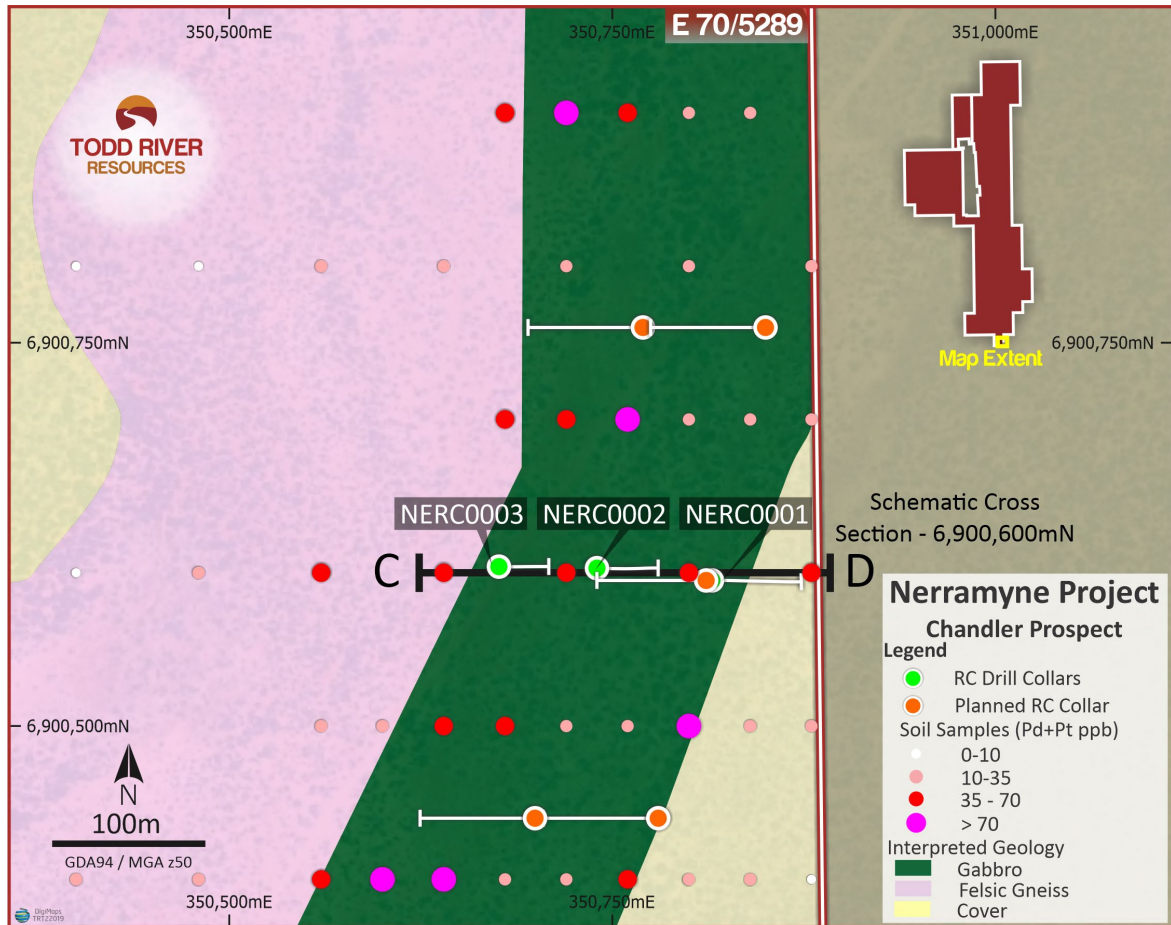 350,500mE
350,750mE
E 70/5289
351,000mE
TODD RIVER
RESOURCES
6,900,750mN
6,900,750mN
Map Extent
NERC0003
NERC0002
NERC0001
Schematic Cross
Section - 6,900,600mN
C
D
6,900,500mN
N
100m
GDA94 / MGA z50
Nerramyne Project
Chandler Prospect
Legend
RC Drill Collars
Planned RC Collar
Soil Samples (Pd+Pt ppb)
0-10
10-35
35 - 70
> 70
Interpreted Geology
Gabbro
Felsic Gneiss
Cover
350,500mE
350,750mE
DigiMaps
TRT22019